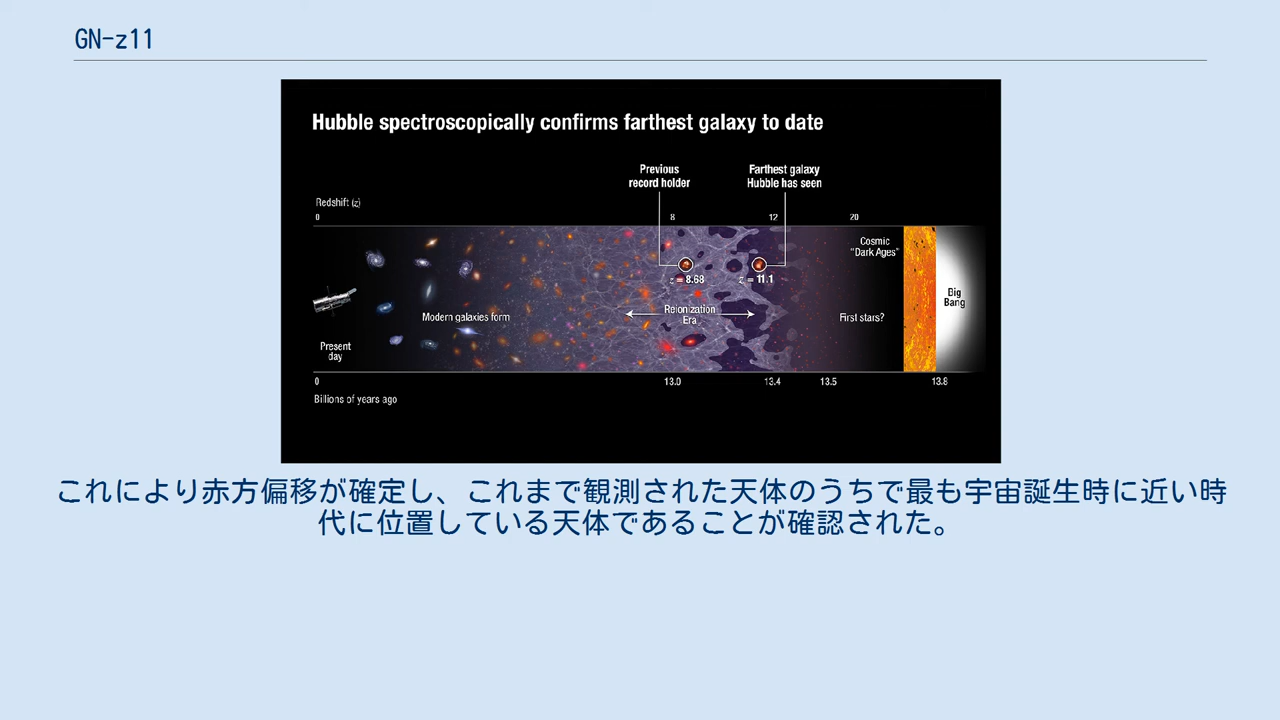 GN-z11
Hubble spectroscopically confirms farthest galaxy to date
Previous
record holder
Farthest galaxy
Hubble has seen
Redshift (z)
0 8 12 20
Cosmic
"Dark Ages"
z = 8.68 z = 11.1
Big
Bang
Modern galaxies form
Reionization
Era
First stars?
Present
day
0 13.0 13.4 13.5 13.8
Billions of years ago
これにより赤方偏移が確定し、これまで観測された天体のうちで最も宇宙誕生時に近い時
代に位置している天体であることが確認された。